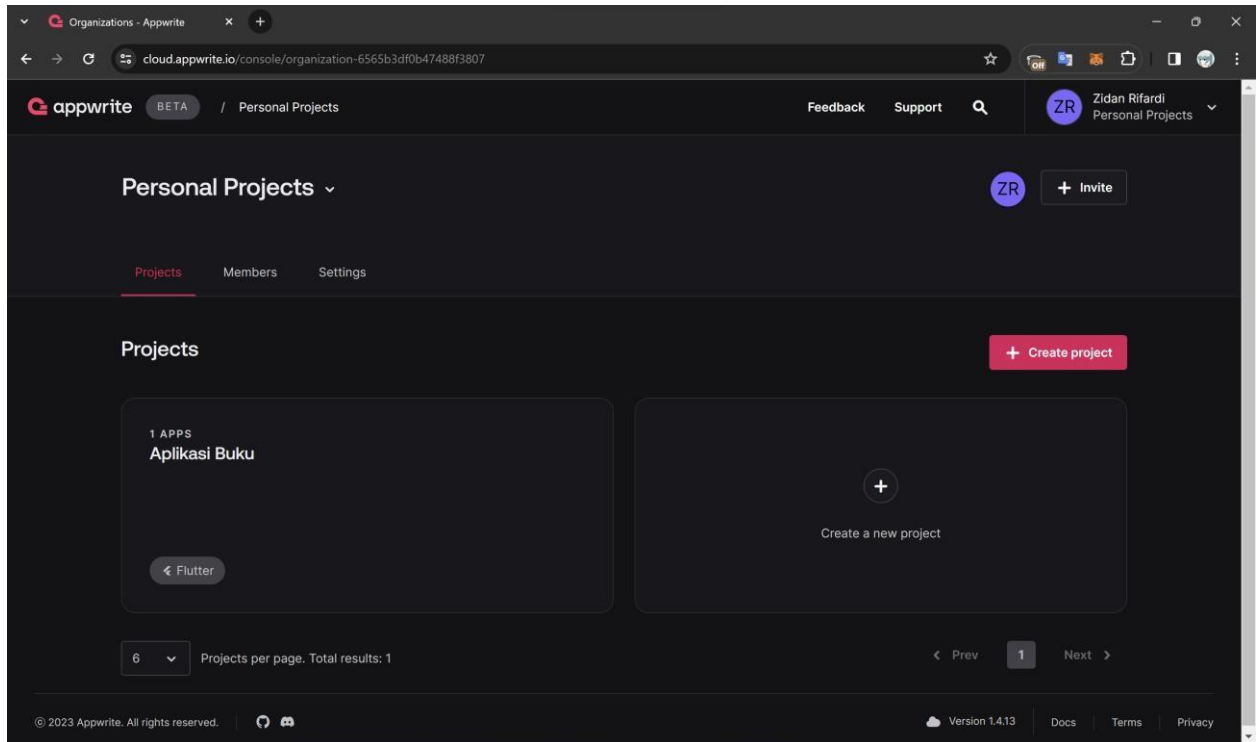 Organizations - Appwrite
cloud.appwrite.io/console/organization-6565b3df0b47488f3807
Off
appwrite BETA / Personal Projects
Feedback Support
ZR Zidan Rifardi
Personal Projects
Personal Projects
ZR + Invite
Projects Members Settings
Projects
+ Create project
1 APPS
Aplikasi Buku
Flutter
+
Create a new project
6 Projects per page. Total results: 1
< Prev 1 Next >
© 2023 Appwrite. All rights reserved.
Version 1.4.13 Docs Terms Privacy